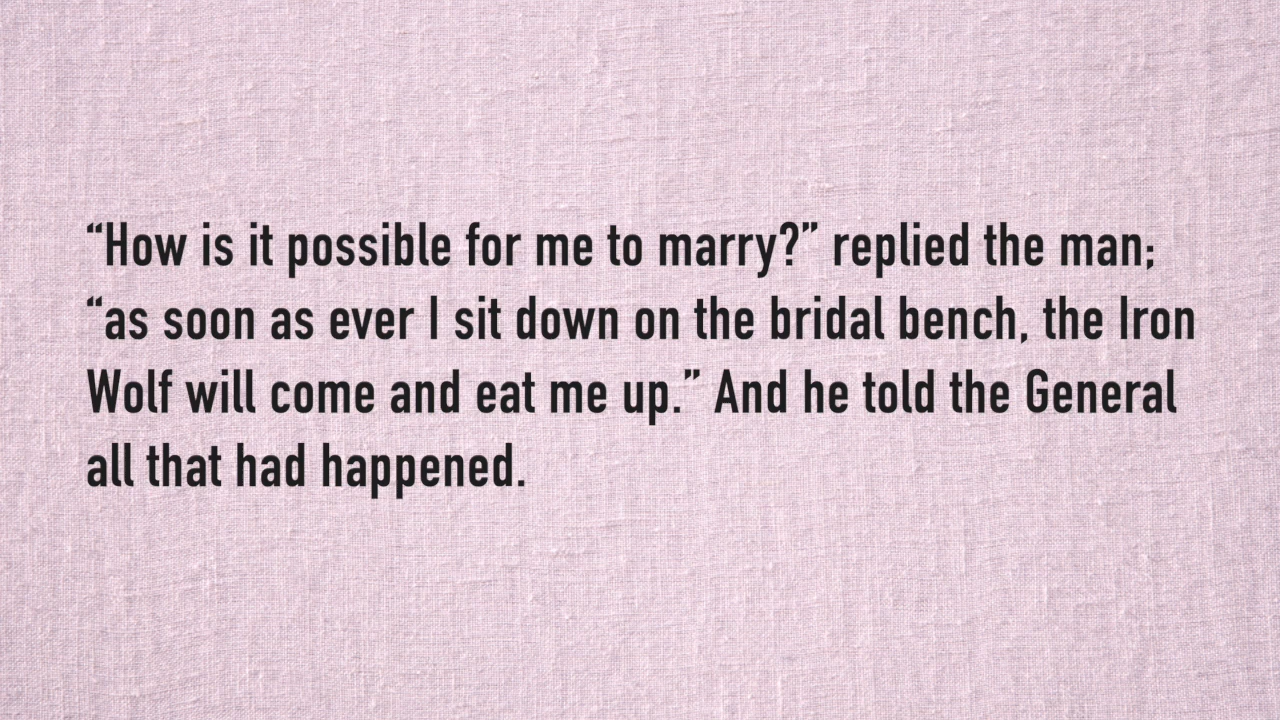 “How is it possible for me to marry?” replied the man;
“as soon as ever I sit down on the bridal bench, the Iron
Wolf will come and eat me up.” And he told the General
all that had happened.